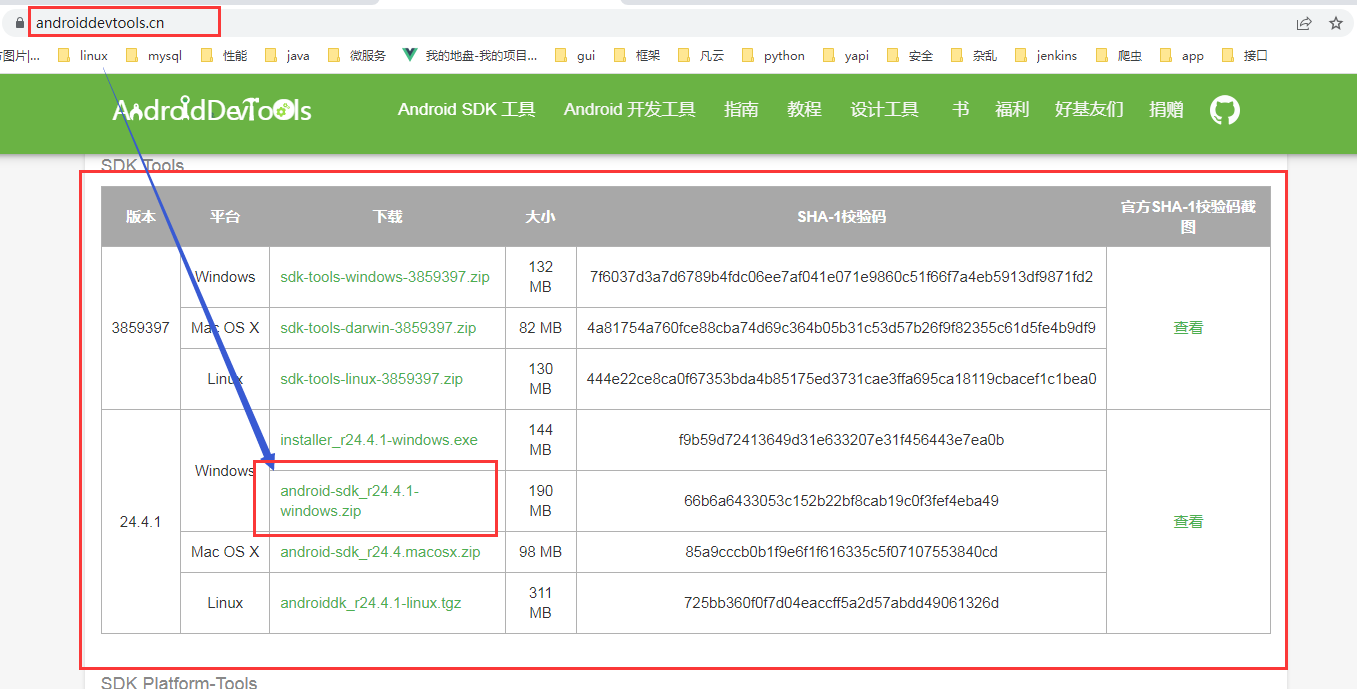 androiddevtools.cn
图片|...
linux
mysql
性能
java
微服务
我的地盘-我的项目...
gui
框架
凡云
python
yapi
安全
杂乱
jenkins
爬虫
app
接口
AndroidDevTools
Android SDK 工具
Android 开发工具
指南
教程
设计工具
书
福利
好基友们
捐赠
SDK Tools
版本 平台 下载 大小 SHA-1校验码 官方SHA-1校验码截
图
3859397
Windows sdk-tools-windows-3859397.zip 132
MB
7f6037d3a7d6789b4fdc06ee7af041e071e9860c51f66f7a4eb5913df9871fd2
Mac OS X sdk-tools-darwin-3859397.zip 82 MB 4a81754a760fce88cba74d69c364b05b31c53d57b26f9f82355c61d5fe4b9df9
查看
Linux sdk-tools-linux-3859397.zip 130
MB
444e22ce8ca0f67353bda4b85175ed3731cae3ffa695ca18119cbacef1c1bea0
24.4.1
Windows
installer_r24.4.1-windows.exe 144
MB
f9b59d72413649d31e633207e31f456443e7ea0b
android-sdk_r24.4.1-
windows.zip
190
MB
66b6a6433053c152b22bf8cab19c0f3fef4eba49
查看
Mac OS X android-sdk_r24.4.macosx.zip 98 MB 85a9cccb0b1f9e6f1f616335c5f07107553840cd
Linux androiddk_r24.4.1-linux.tgz 311
MB
725bb360f0f7d04eaccff5a2d57abdd49061326d
SDK Platform-Tools